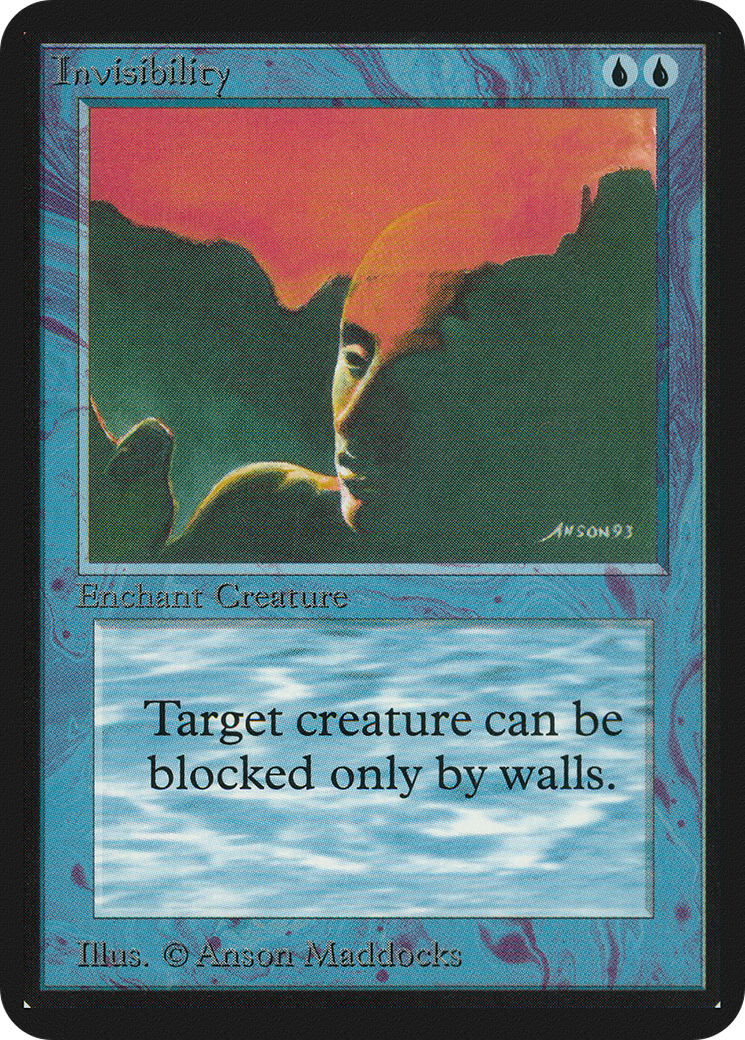 Invisibility
ANSON93
Enchant Creature
Target creature can be
blocked only by walls.
Illus. © Anson Maddocks